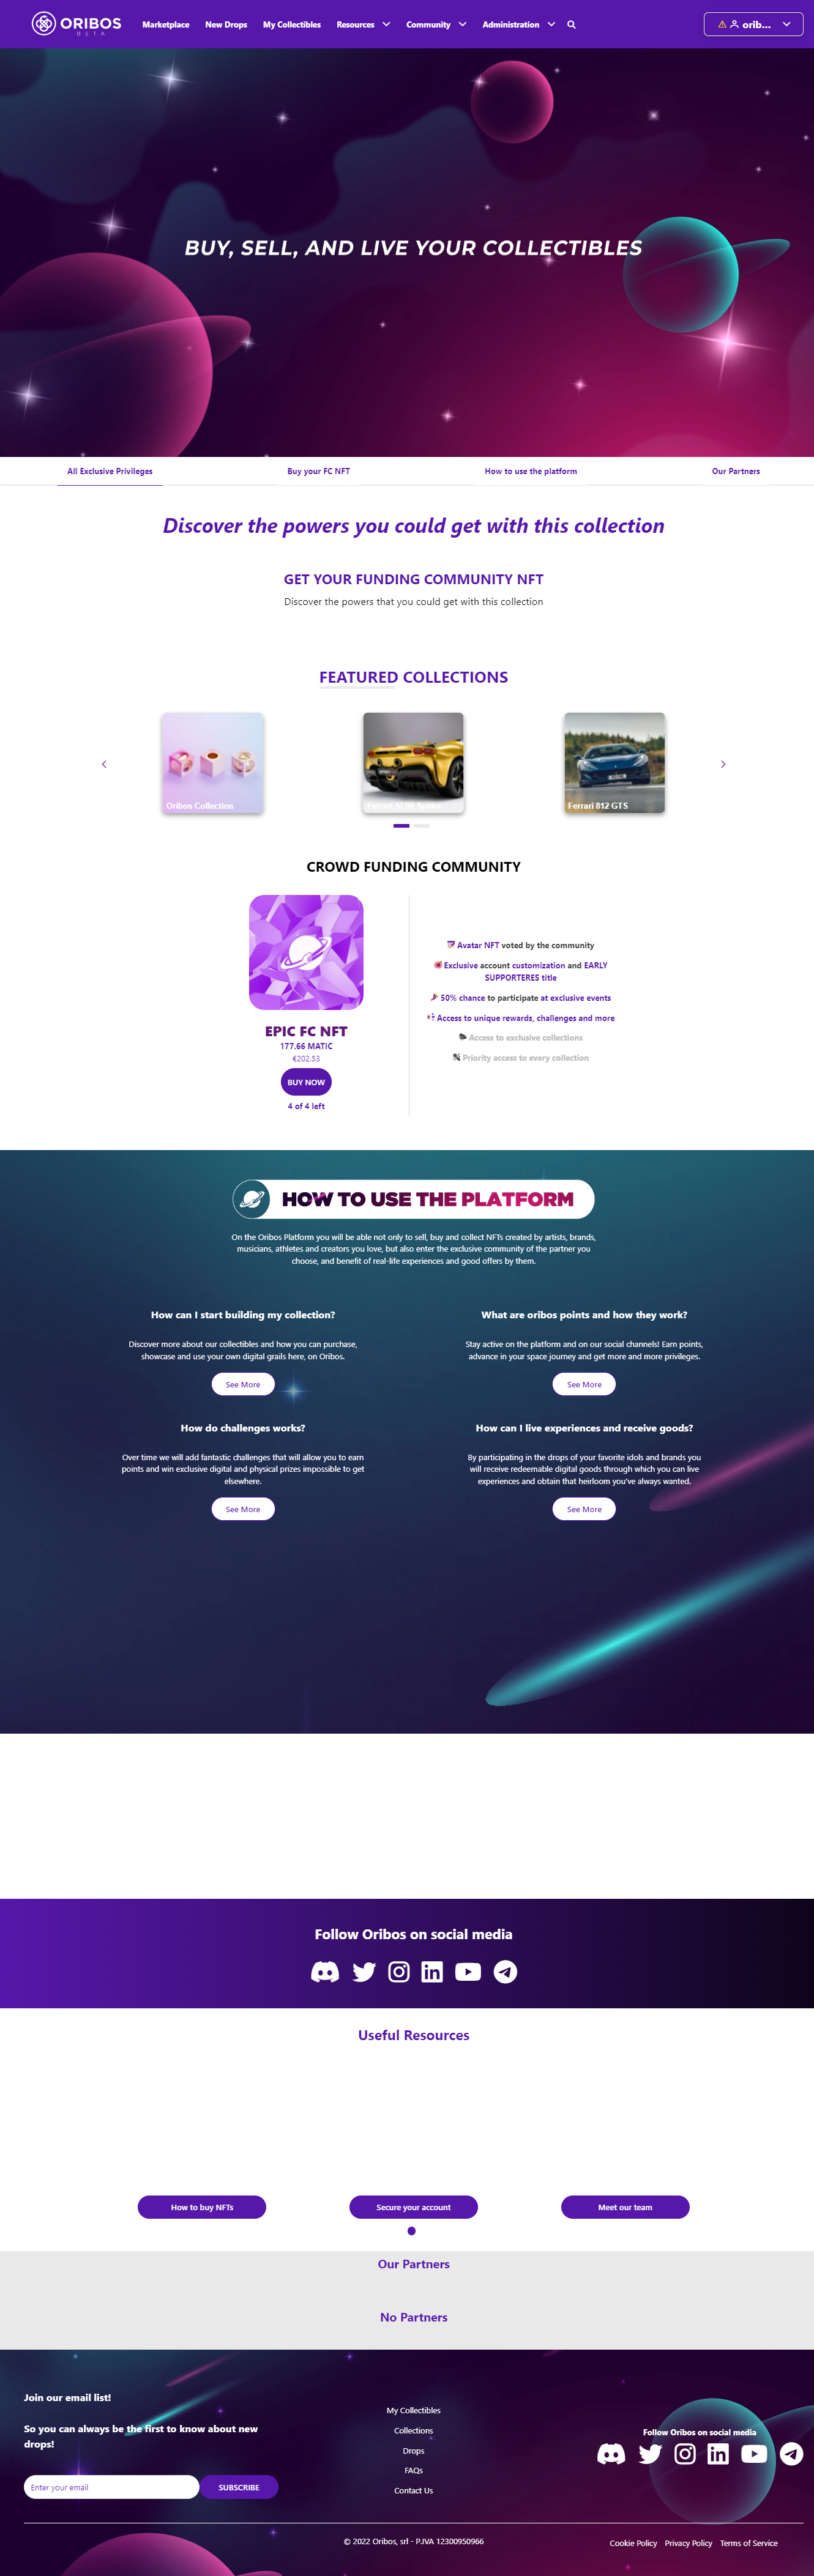 ORIBOS
BETA
Marketplace
New Drops
My Collectibles
Resources
Community
Administration
orib...
BUY, SELL, AND LIVE YOUR COLLECTIBLES
All Exclusive Privileges
Buy your FC NFT
How to use the platform
Our Partners
Discover the powers you could get with this collection
GET YOUR FUNDING COMMUNITY NFT
Discover the powers that you could get with this collection
FEATURED COLLECTIONS
Oribos Collection
Ferrari SF90 Spider
Ferrari 812 GTS
CROWD FUNDING COMMUNITY
EPIC FC NFT
177.66 MATIC
€202.53
BUY NOW
4 of 4 left
Avatar NFT voted by the community
Exclusive account customization and EARLY
SUPPORTERES title
50% chance to participate at exclusive events
Access to unique rewards, challenges and more
Access to exclusive collections
Priority access to every collection
HOW TO USE THE PLATFORM
On the Oribos Platform you will be able not only to sell, buy and collect NFTs created by artists, brands,
musicians, athletes and creators you love, but also enter the exclusive community of the partner you
choose, and benefit of real-life experiences and good offers by them.
How can I start building my collection?
Discover more about our collectibles and how you can purchase,
showcase and use your own digital grails here, on Oribos.
See More
What are oribos points and how they work?
Stay active on the platform and on our social channels! Earn points,
advance in your space journey and get more and more privileges.
See More
How do challenges works?
Over time we will add fantastic challenges that will allow you to earn
points and win exclusive digital and physical prizes impossible to get
elsewhere.
See More
How can I live experiences and receive goods?
By participating in the drops of your favorite idols and brands you
will receive redeemable digital goods through which you can live
experiences and obtain that heirloom you've always wanted.
See More
Follow Oribos on social media
Useful Resources
How to buy NFTs
Secure your account
Meet our team
Our Partners
No Partners
Join our email list!
So you can always be the first to know about new
drops!
Enter your email
SUBSCRIBE
My Collectibles
Collections
Drops
FAQs
Contact Us
Follow Oribos on social media
© 2022 Oribos, srl - P.IVA 12300950966
Cookie Policy
Privacy Policy
Terms of Service